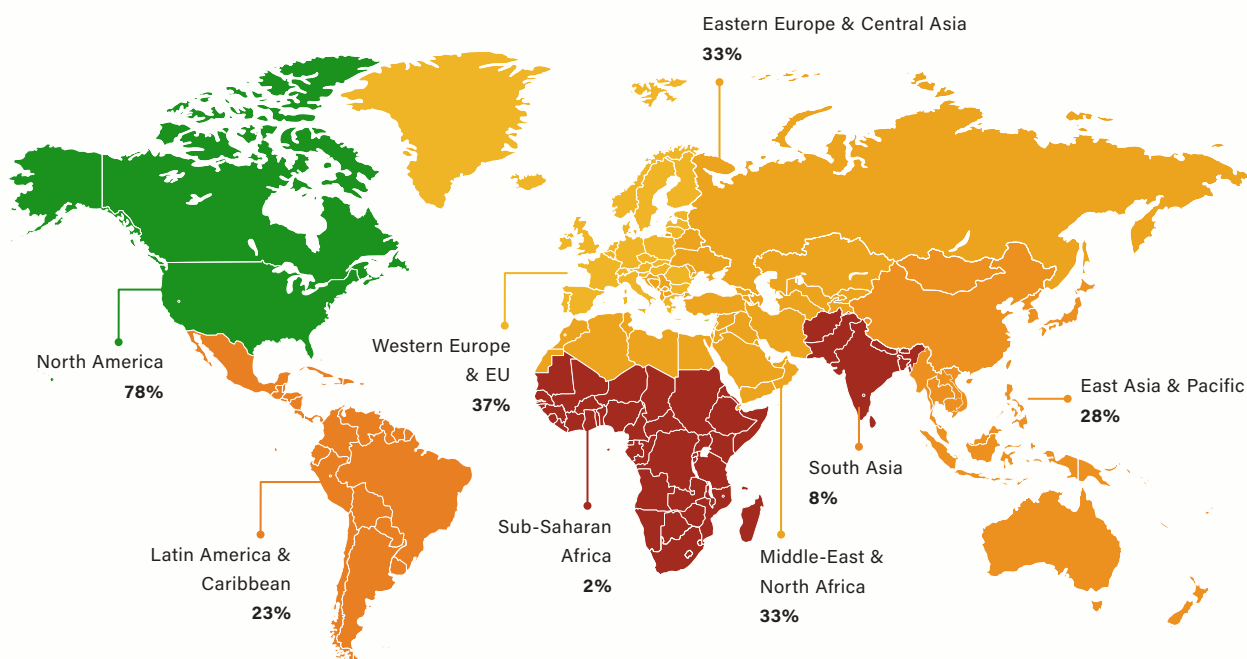 Eastern Europe & Central Asia
33%
North America
78%
Western Europe
& EU
37%
East Asia & Pacific
28%
South Asia
8%
Sub-Saharan
Africa
2%
Latin America &
Caribbean
23%
Middle-East &
North Africa
33%